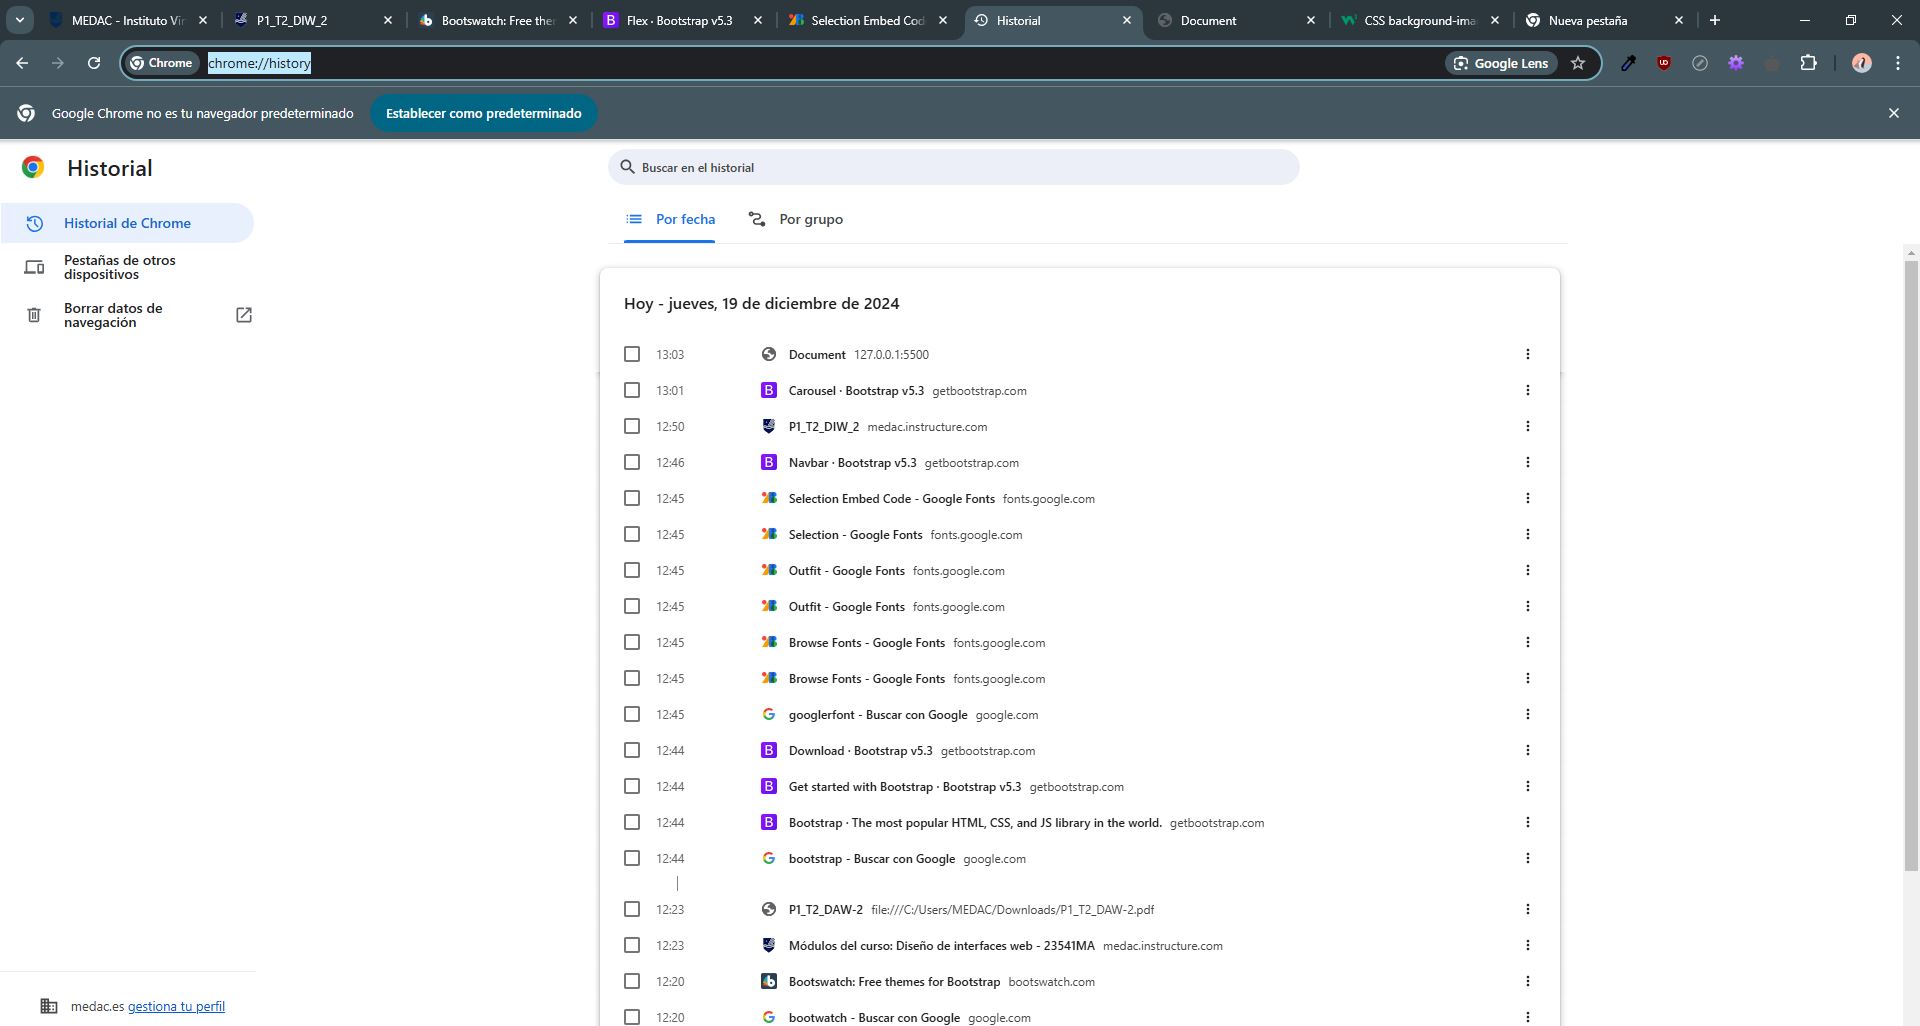 MEDAC - Instituto Vir
P1_T2_DIW_2
Bootswatch: Free ther
Flex · Bootstrap v5.3
Selection Embed Cod
Historial
Document
CSS background-ima
Nueva pestaña
Chrome
chrome://history
Google Lens
Google Chrome no es tu navegador predeterminado
Establecer como predeterminado
Historial
Buscar en el historial
Historial de Chrome
Pestañas de otros
dispositivos
Borrar datos de
navegación
Por fecha
Por grupo
Hoy - jueves, 19 de diciembre de 2024
13:03 Document 127.0.0.1:5500
13:01 Carousel · Bootstrap v5.3 getbootstrap.com
12:50 P1_T2_DIW_2 medac.instructure.com
12:46 Navbar · Bootstrap v5.3 getbootstrap.com
12:45 Selection Embed Code - Google Fonts fonts.google.com
12:45 Selection - Google Fonts fonts.google.com
12:45 Outfit - Google Fonts fonts.google.com
12:45 Outfit - Google Fonts fonts.google.com
12:45 Browse Fonts - Google Fonts fonts.google.com
12:45 Browse Fonts - Google Fonts fonts.google.com
12:45 googlerfont - Buscar con Google google.com
12:44 Download · Bootstrap v5.3 getbootstrap.com
12:44 Get started with Bootstrap · Bootstrap v5.3 getbootstrap.com
12:44 Bootstrap · The most popular HTML, CSS, and JS library in the world. getbootstrap.com
12:44 bootstrap - Buscar con Google google.com
12:23 P1_T2_DAW-2 file:///C:/Users/MEDAC/Downloads/P1_T2_DAW-2.pdf
12:23 Módulos del curso: Diseño de interfaces web - 23541MA medac.instructure.com
12:20 Bootswatch: Free themes for Bootstrap bootswatch.com
12:20 bootwatch - Buscar con Google google.com
medac.es gestiona tu perfil